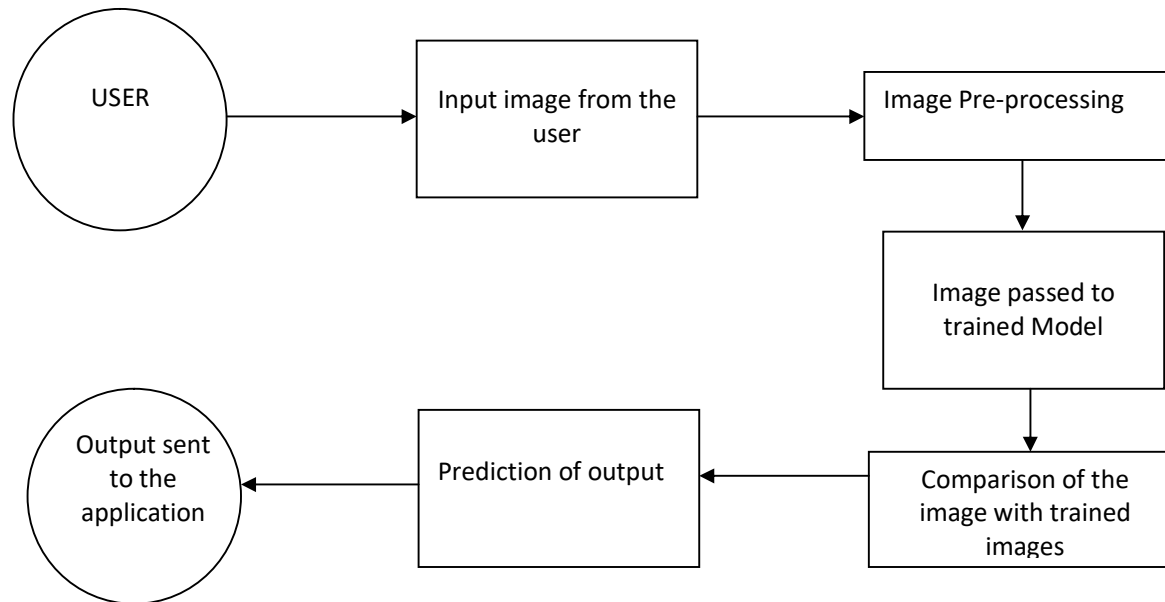 USER
Input image from the
user
Image Pre-processing
Image passed to
trained Model
Comparison of the
image with trained
images
Prediction of output
Output sent
to the
application